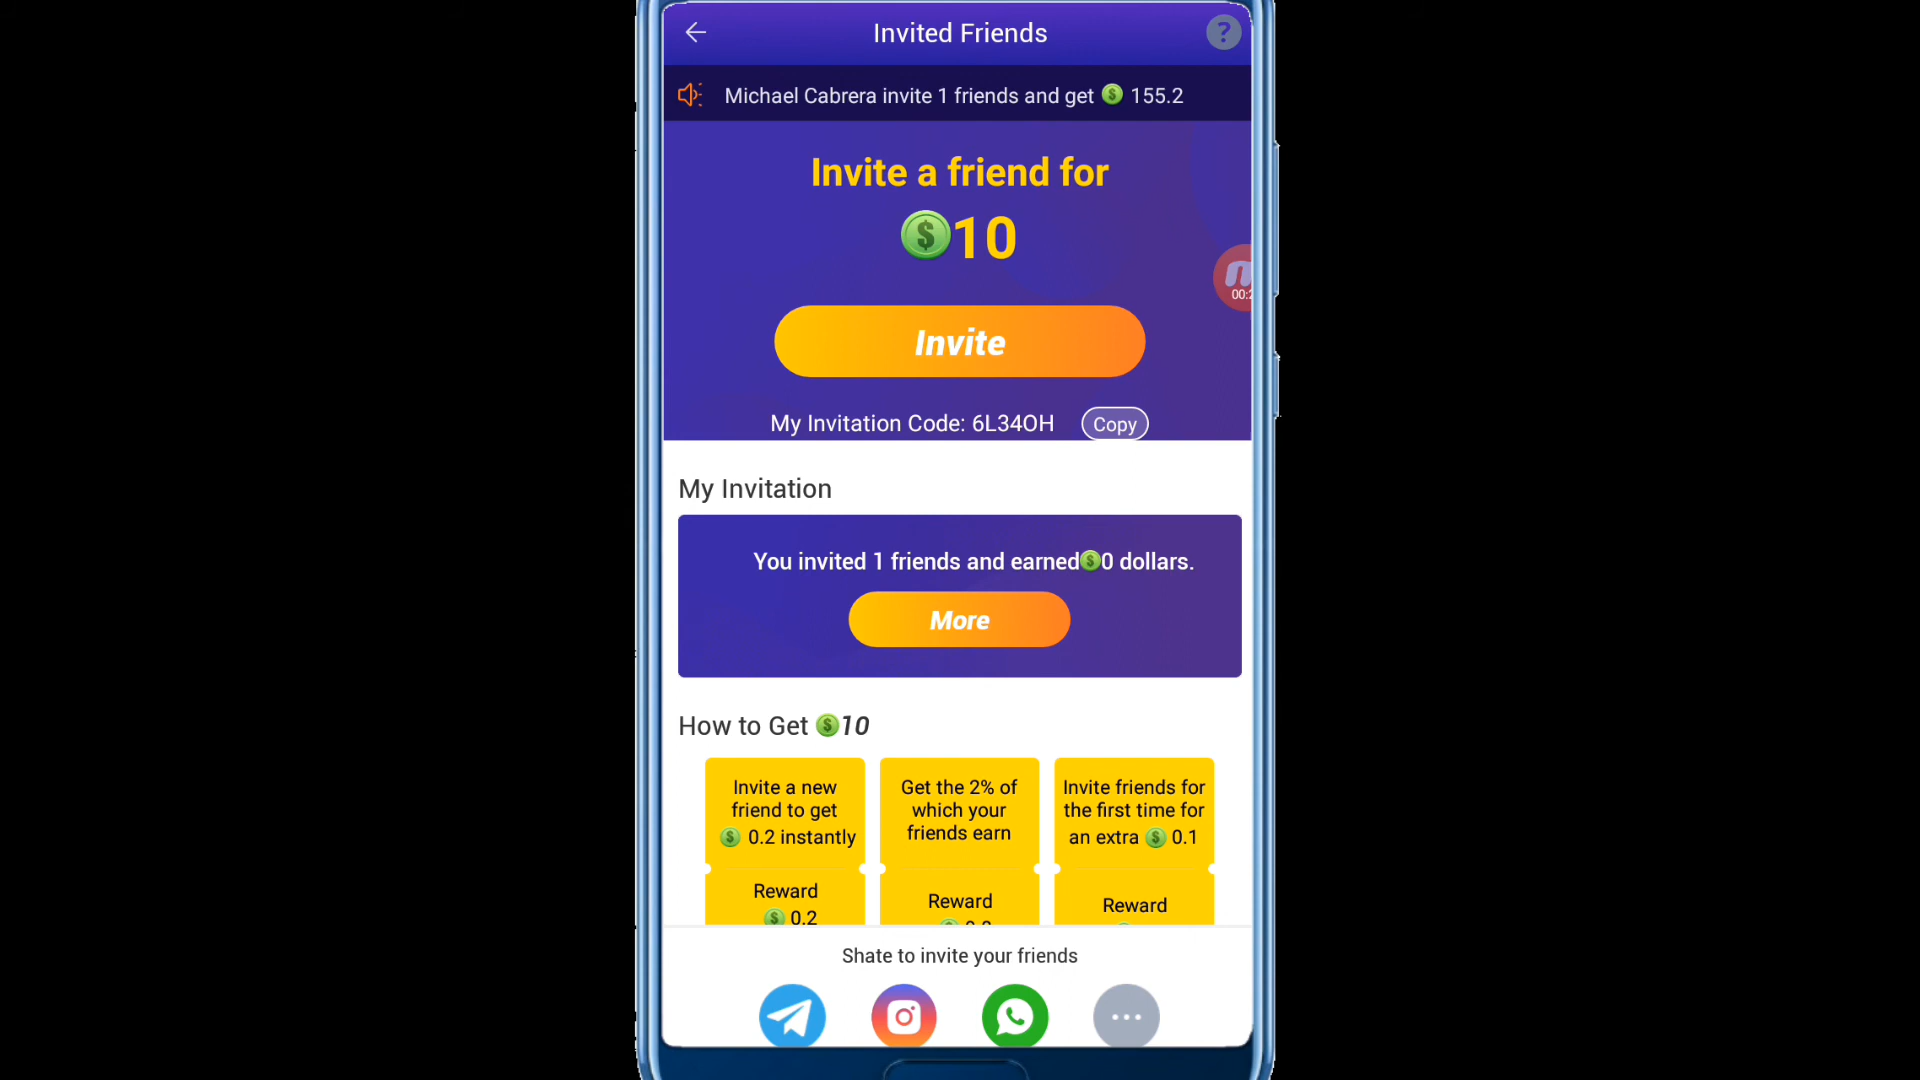 Invited Friends
?
Michael Cabrera invite 1 friends and get $ 155.2
Invite a friend for
$10
00:2
Invite
My Invitation Code: 6L34OH Copy
My Invitation
You invited 1 friends and earned$0 dollars.
More
How to Get $10
Invite a new
friend to get
$ 0.2 instantly
Reward
$ 0.2
Get the 2% of
which your
friends earn
Reward
Invite friends for
the first time for
an extra $ 0.1
Reward
Shate to invite your friends